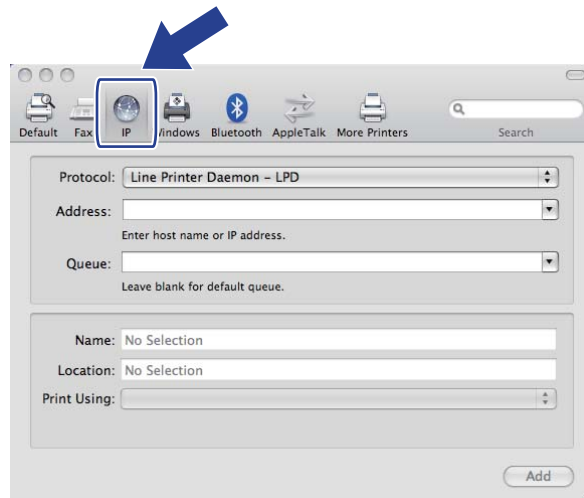 Default Fax IP Windows Bluetooth AppleTalk More Printers Search
Protocol: Line Printer Daemon – LPD
Address:
Enter host name or IP address.
Queue:
Leave blank for default queue.
Name: No Selection
Location: No Selection
Print Using:
Add